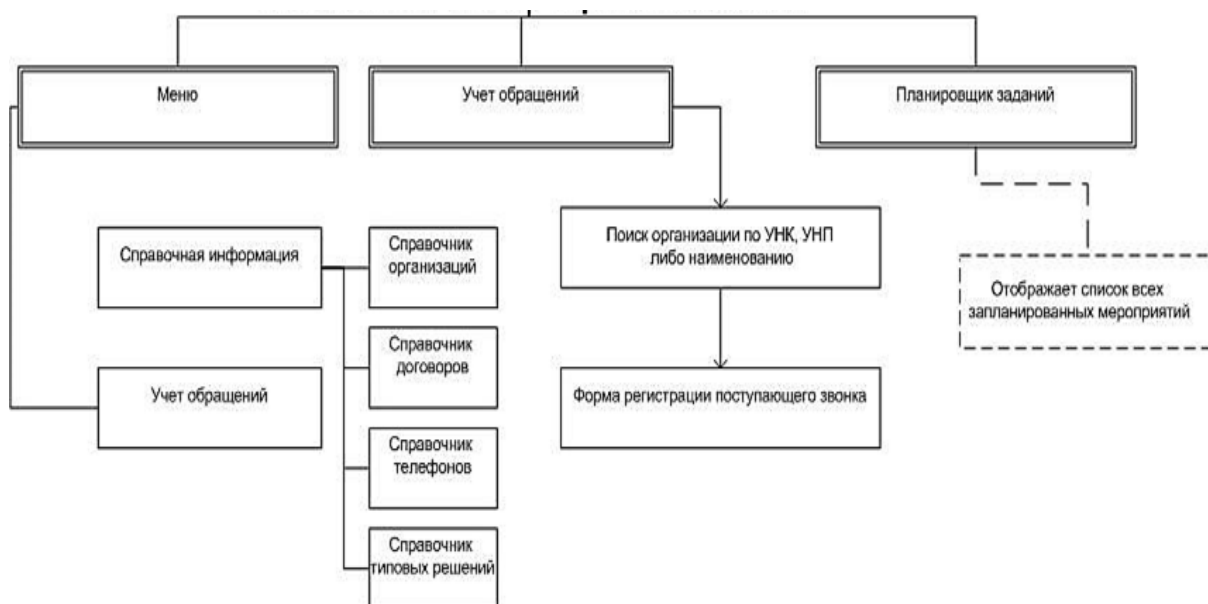 Меню
Учет обращений
Планировщик заданий
Справочная информация
Справочник
организаций
Поиск организации по УНК, УНП
либо наименованию
Отображает список всех
запланированных мероприятий
Учет обращений
Справочник
договоров
Форма регистрации поступающего звонка
Справочник
телефонов
Справочник
типовых решений